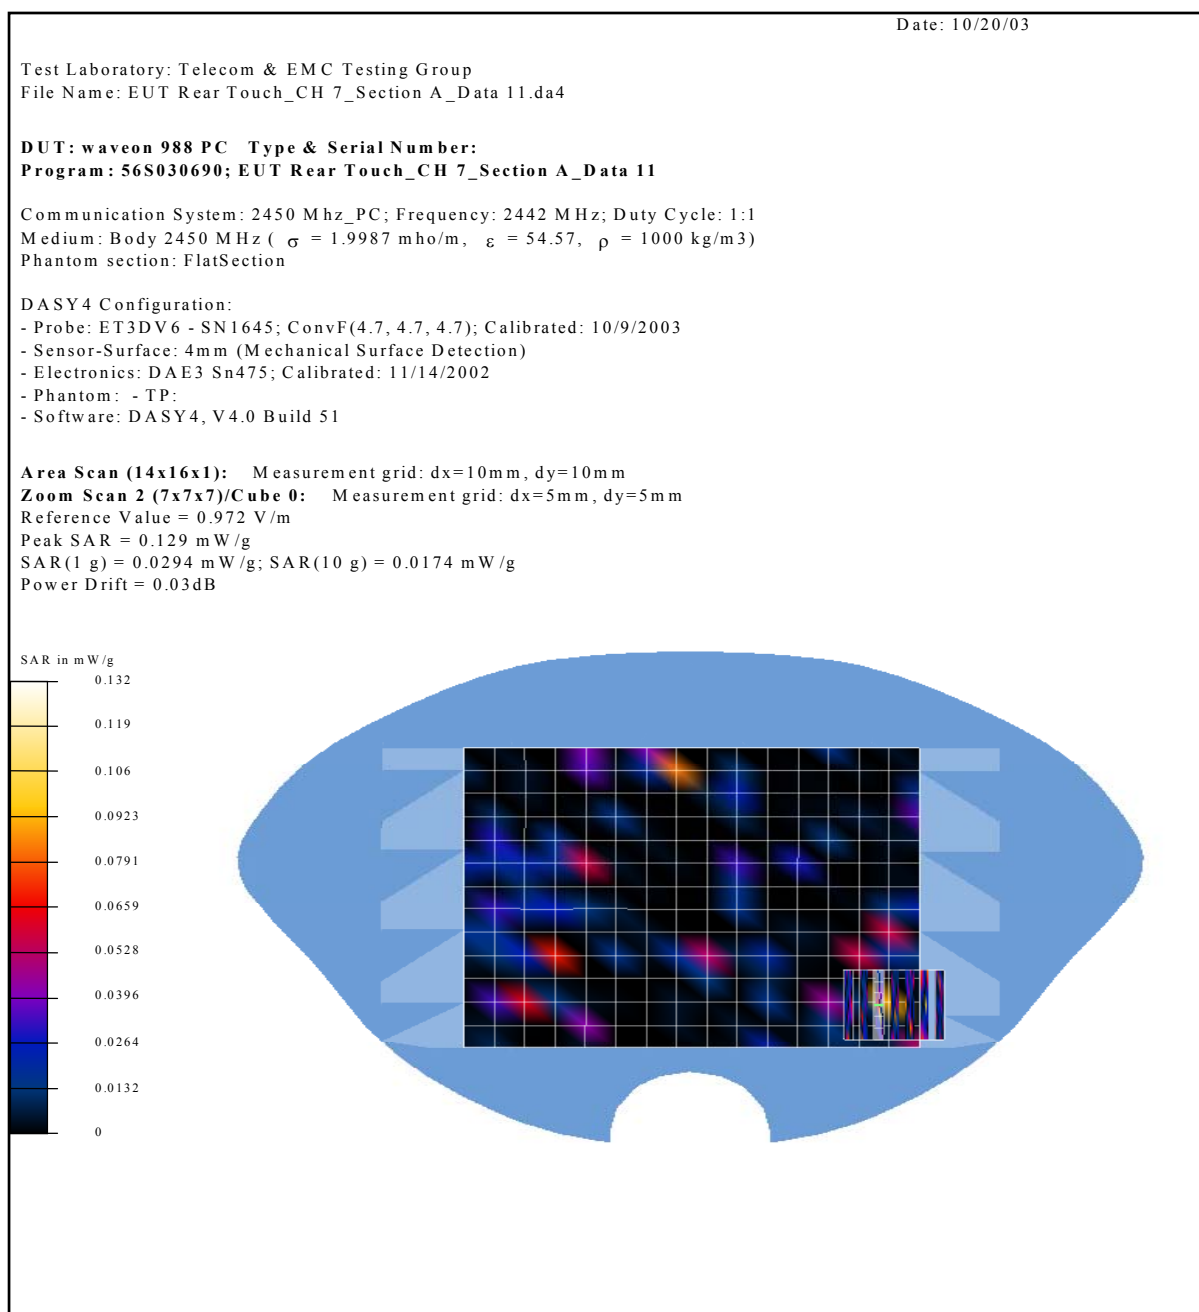 Date: 10/20/03
Test Laboratory: Telecom & EMC Testing Group
File Name: EUT Rear Touch_CH 7_Section A_Data 11.da4
DUT: waveon 988 PC Type & Serial Number:
Program: 56S030690; EUT Rear Touch_CH 7_Section A_Data 11
Communication System: 2450 Mhz_PC; Frequency: 2442 MHz; Duty Cycle: 1:1
Medium: Body 2450 MHz ( σ = 1.9987 mho/m, ε = 54.57, ρ = 1000 kg/m3)
Phantom section: FlatSection
DASY4 Configuration:
- Probe: ET3DV6 - SN1645; ConvF(4.7, 4.7, 4.7); Calibrated: 10/9/2003
- Sensor-Surface: 4mm (Mechanical Surface Detection)
- Electronics: DAE3 Sn475; Calibrated: 11/14/2002
- Phantom: - TP:
- Software: DASY4, V4.0 Build 51
Area Scan (14x16x1): Measurement grid: dx=10mm, dy=10mm
Zoom Scan 2 (7x7x7)/Cube 0: Measurement grid: dx=5mm, dy=5mm
Reference Value = 0.972 V/m
Peak SAR = 0.129 mW/g
SAR(1 g) = 0.0294 mW/g; SAR(10 g) = 0.0174 mW/g
Power Drift = 0.03dB
SAR in mW/g
0.132
0.119
0.106
0.0923
0.0791
0.0659
0.0528
0.0396
0.0264
0.0132
0